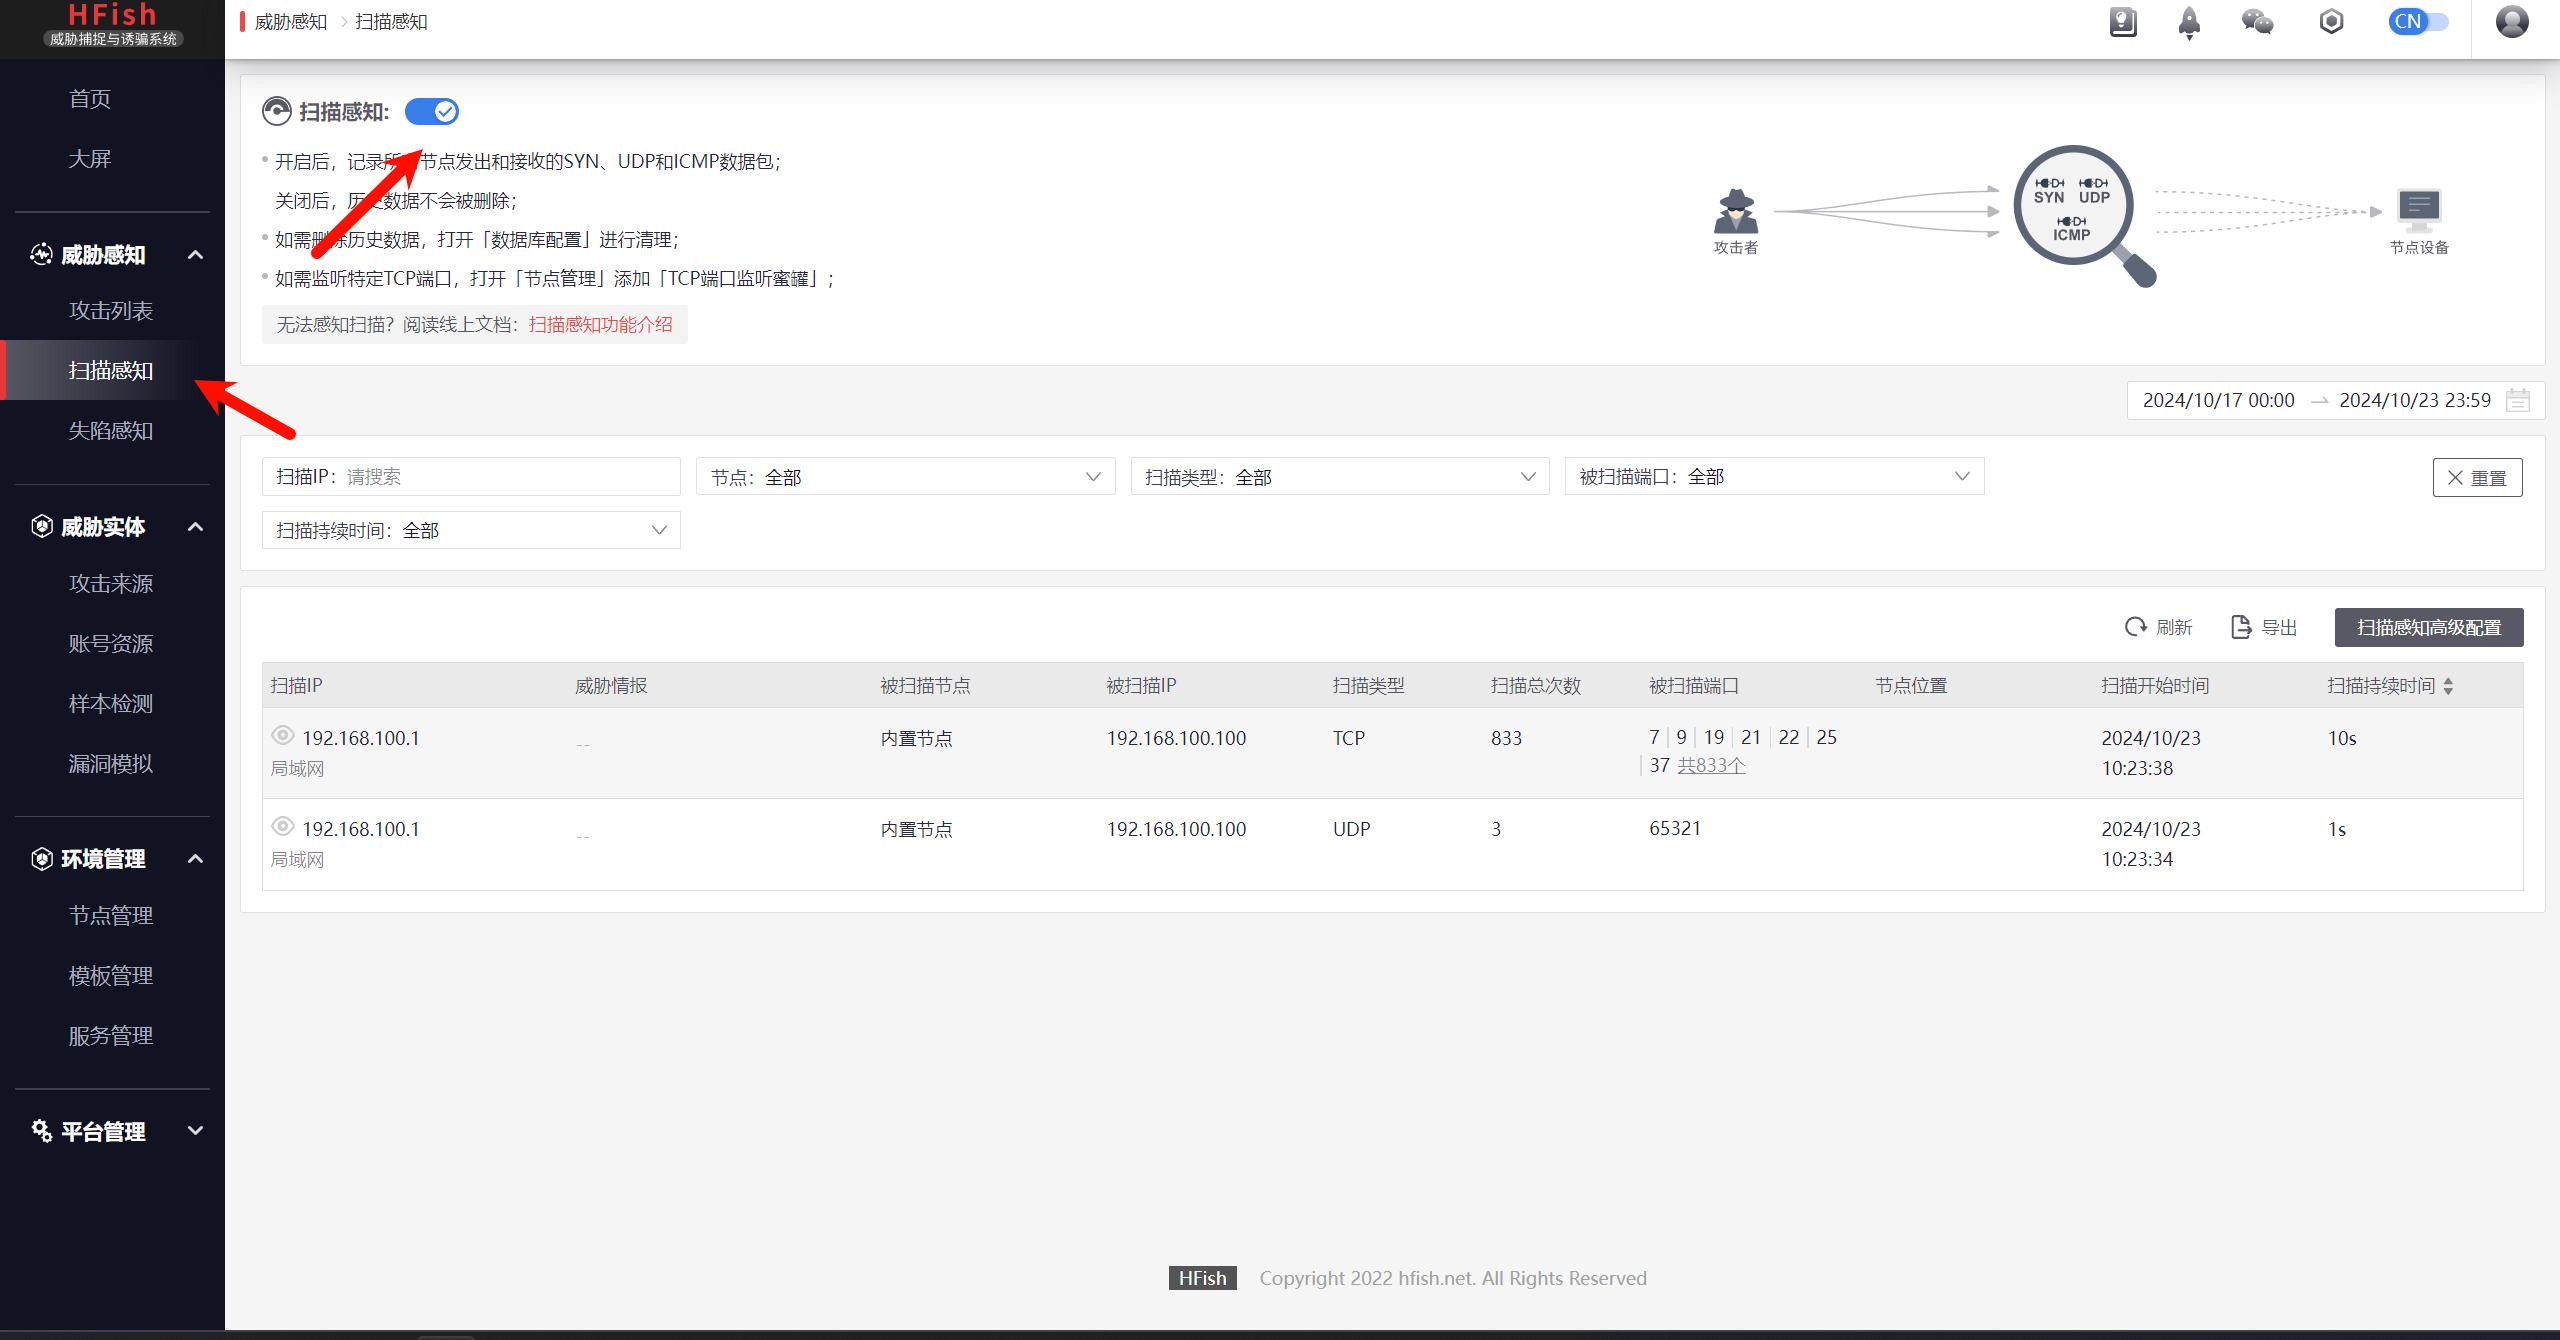 HFish
威胁捕捉与诱骗系统
首页
大屏
威胁感知
攻击列表
扫描感知
失陷感知
威胁实体
攻击来源
账号资源
样本检测
漏洞模拟
环境管理
节点管理
模板管理
服务管理
平台管理
威胁感知 > 扫描感知
CN
扫描感知:
开启后，记录所 节点发出和接收的SYN、UDP和ICMP数据包；
关闭后，历史数据不会被删除；
如需删除历史数据，打开「数据库配置」进行清理；
如需监听特定TCP端口，打开「节点管理」添加「TCP端口监听蜜罐」；
无法感知扫描？阅读线上文档：扫描感知功能介绍
攻击者
SYN UDP
ICMP
节点设备
2024/10/17 00:00 → 2024/10/23 23:59
扫描IP: 请搜索
节点: 全部
扫描类型: 全部
被扫描端口: 全部
重置
扫描持续时间: 全部
刷新
导出
扫描感知高级配置
扫描IP 威胁情报 被扫描节点 被扫描IP 扫描类型 扫描总次数 被扫描端口 节点位置 扫描开始时间 扫描持续时间
192.168.100.1 -- 内置节点 192.168.100.100 TCP 833 7 | 9 | 19 | 21 | 22 | 25 2024/10/23 10s
局域网 | 37 共833个 10:23:38
192.168.100.1 -- 内置节点 192.168.100.100 UDP 3 65321 2024/10/23 1s
局域网 10:23:34
HFish Copyright 2022 hfish.net. All Rights Reserved